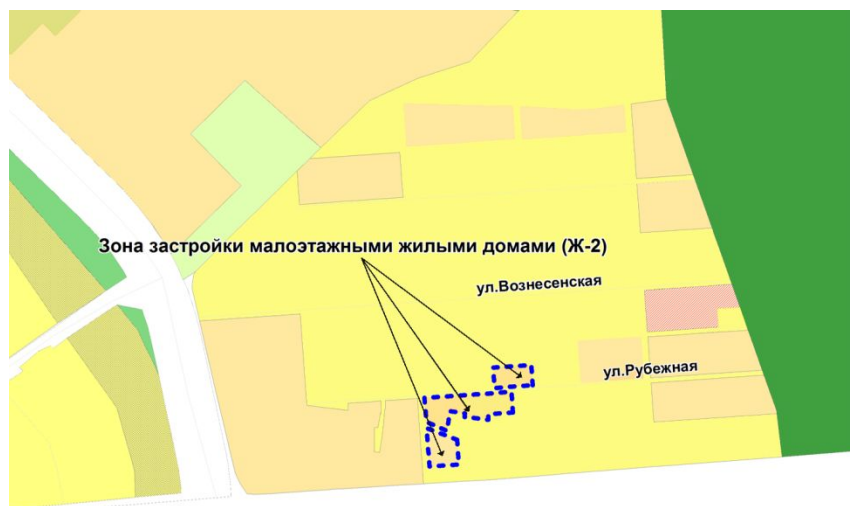 Зона застройки малоэтажными жилыми домами (Ж-2)
ул.Вознесенская
ул.Рубежная